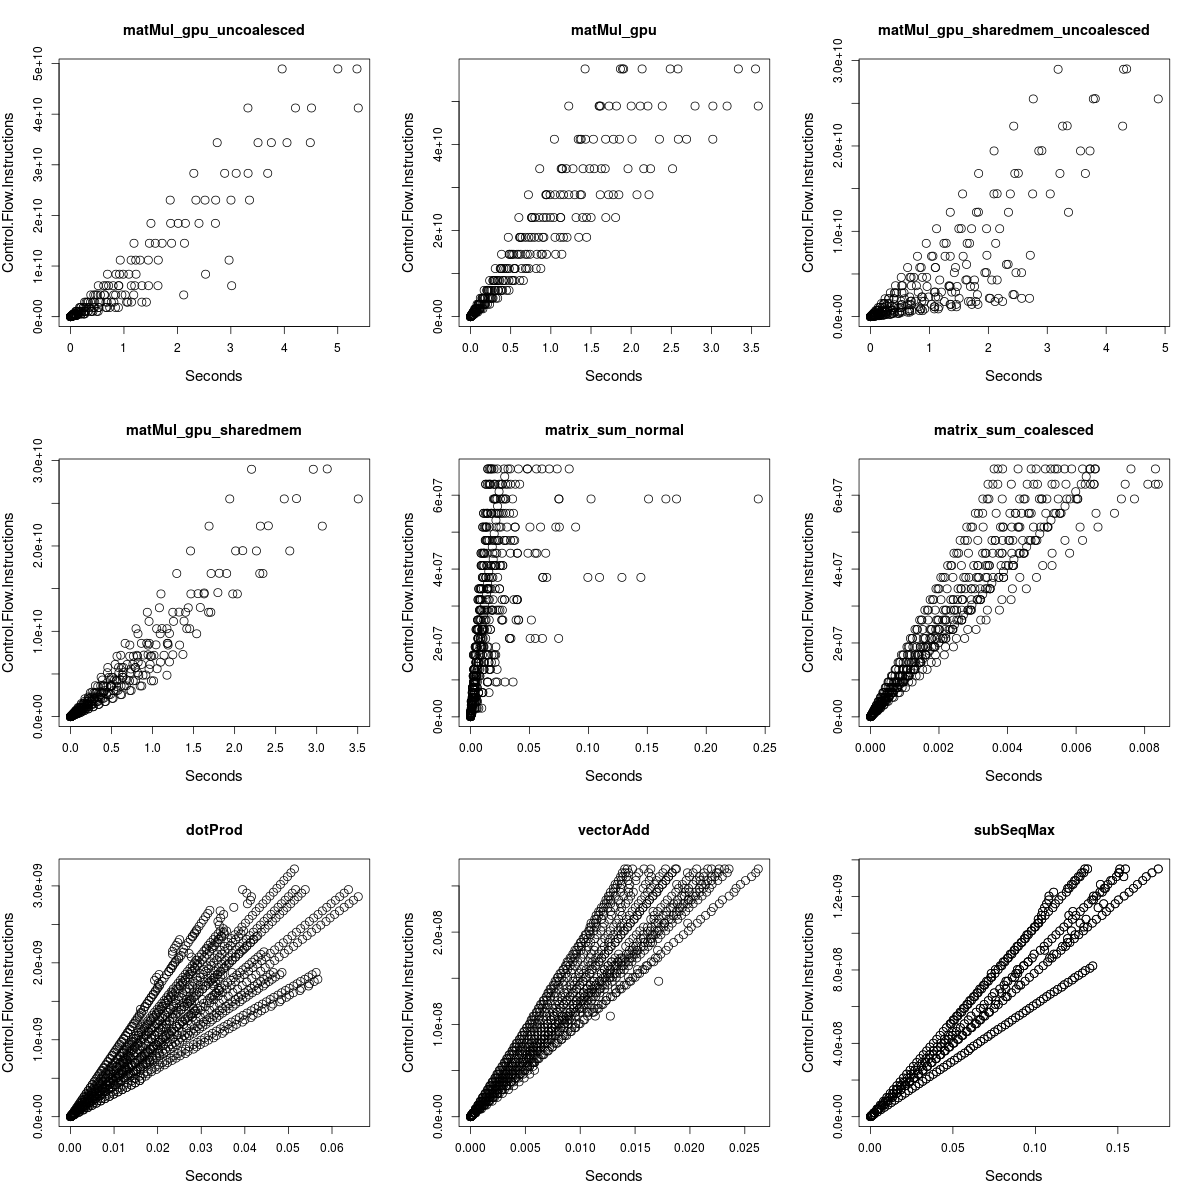 matMul_gpu_uncoalesced
Control.Flow.Instructions
0e+00 1e+10 2e+10 3e+10 4e+10 5e+10
0 1 2 3 4 5
Seconds
matMul_gpu
Control.Flow.Instructions
0e+00 2e+10 4e+10
0.0 0.5 1.0 1.5 2.0 2.5 3.0 3.5
Seconds
matMul_gpu_sharedmem_uncoalesced
Control.Flow.Instructions
0.0e+00 1.0e+10 2.0e+10 3.0e+10
0 1 2 3 4 5
Seconds
matMul_gpu_sharedmem
Control.Flow.Instructions
0.0e+00 1.0e+10 2.0e+10 3.0e+10
0.0 0.5 1.0 1.5 2.0 2.5 3.0 3.5
Seconds
matrix_sum_normal
Control.Flow.Instructions
0e+00 2e+07 4e+07 6e+07
0.00 0.05 0.10 0.15 0.20 0.25
Seconds
matrix_sum_coalesced
Control.Flow.Instructions
0e+00 2e+07 4e+07 6e+07
0.000 0.002 0.004 0.006 0.008
Seconds
dotProd
Control.Flow.Instructions
0.0e+00 1.0e+09 2.0e+09 3.0e+09
0.00 0.01 0.02 0.03 0.04 0.05 0.06
Seconds
vectorAdd
Control.Flow.Instructions
0.0e+00 1.0e+08 2.0e+08
0.000 0.005 0.010 0.015 0.020 0.025
Seconds
subSeqMax
Control.Flow.Instructions
0.0e+00 4.0e+08 8.0e+08 1.2e+09
0.00 0.05 0.10 0.15
Seconds